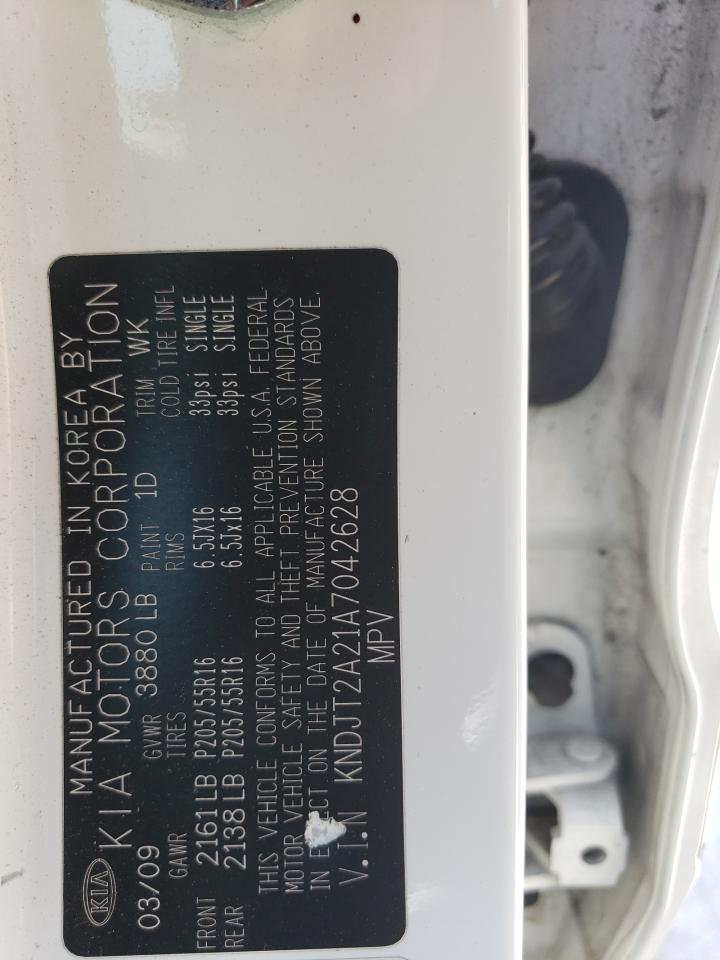 KIA
MANUFACTURED IN KOREA BY
KIA MOTORS CORPORATION
03/09 GVWR 3880 LB PAINT 1D TRIM WK
GAWR TIRES RIMS COLD TIRE INFL
FRONT 2161 LB P205/55R16 6.5JX16 33psi SINGLE
REAR 2138 LB P205/55R16 6.5JX16 33psi SINGLE
THIS VEHICLE CONFORMS TO ALL APPLICABLE U.S.A. FEDERAL
MOTOR VEHICLE SAFETY AND THEFT PREVENTION STANDARDS
IN ON THE DATE OF MANUFACTURE SHOWN ABOVE.
V.I.N KNDJT2A21A7042628
MPV